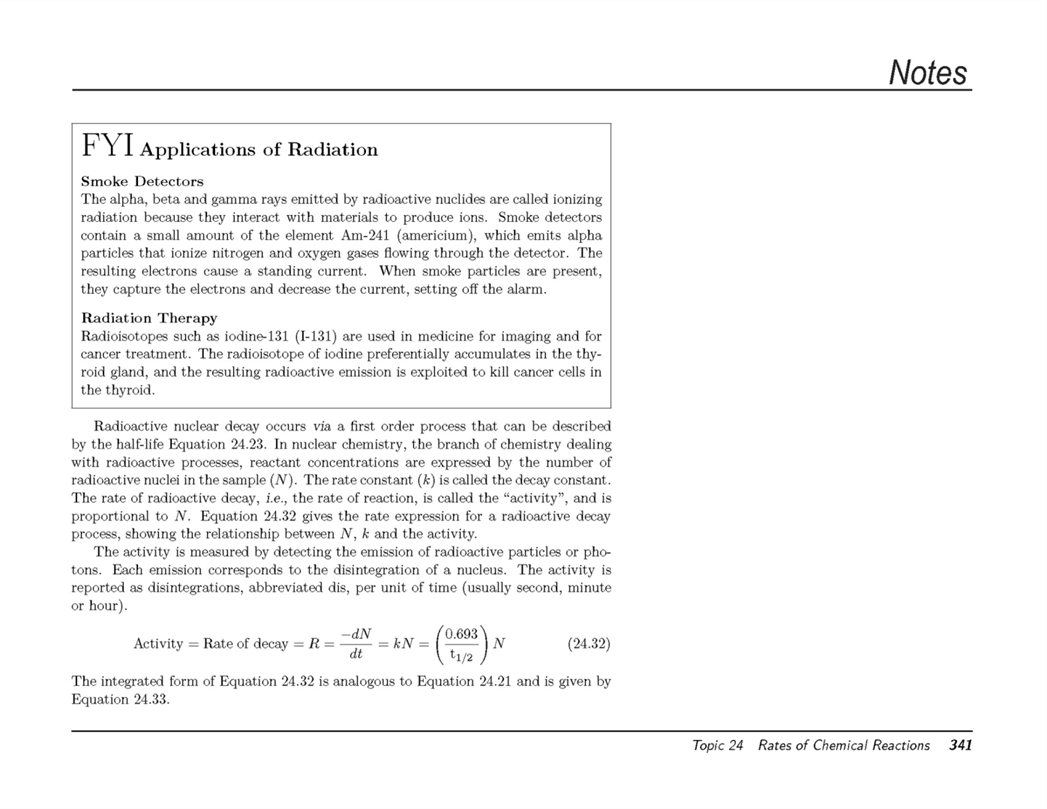 Notes
FYI Applications of Radiation
Smoke Detectors
The alpha, beta and gamma rays emitted by radioactive nuclides are called ionizing
radiation because they interact with materials to produce ions. Smoke detectors
contain a small amount of the element Am-241 (americium), which emits alpha
particles that ionize nitrogen and oxygen gases flowing through the detector. The
resulting electrons cause a standing current. When smoke particles are present,
they capture the electrons and decrease the current, setting off the alarm.
Radiation Therapy
Radioisotopes such as iodine-131 (I-131) are used in medicine for imaging and for
cancer treatment. The radioisotope of iodine preferentially accumulates in the thy-
roid gland, and the resulting radioactive emission is exploited to kill cancer cells in
the thyroid.
Radioactive nuclear decay occurs via a first order process that can be described
by the half-life Equation 24.23. In nuclear chemistry, the branch of chemistry dealing
with radioactive processes, reactant concentrations are expressed by the number of
radioactive nuclei in the sample (N). The rate constant (k) is called the decay constant.
The rate of radioactive decay, i.e., the rate of reaction, is called the “activity”, and is
proportional to N. Equation 24.32 gives the rate expression for a radioactive decay
process, showing the relationship between N, k and the activity.
The activity is measured by detecting the emission of radioactive particles or pho-
tons. Each emission corresponds to the disintegration of a nucleus. The activity is
reported as disintegrations, abbreviated dis, per unit of time (usually second, minute
or hour).
Activity = Rate of decay = R = −dN/dt = kN = (0.693/t1/2) N (24.32)
The integrated form of Equation 24.32 is analogous to Equation 24.21 and is given by
Equation 24.33.
Topic 24 Rates of Chemical Reactions 341